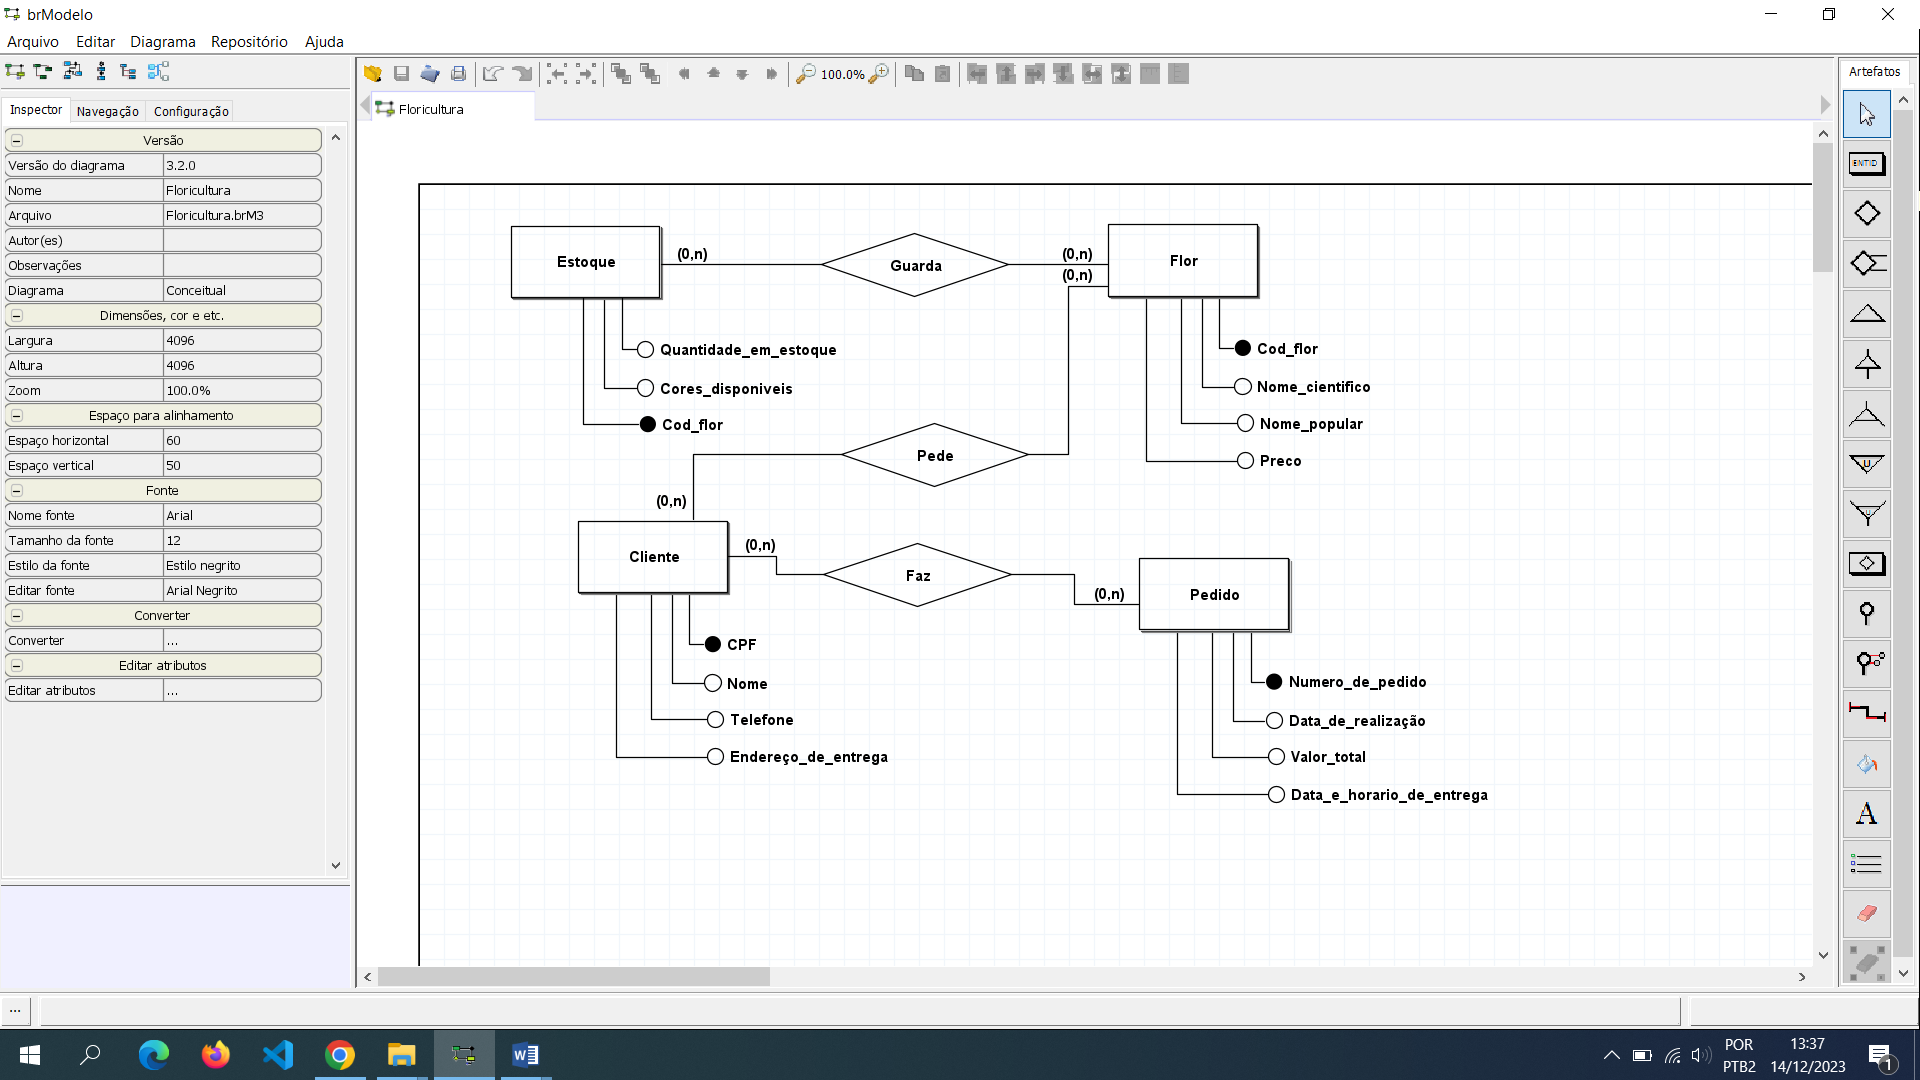 brModelo
Arquivo Editar Diagrama Repositório Ajuda
100.0%
Artefatos
Inspector Navegação Configuração
Floricultura
Versão
Versão do diagrama 3.2.0
Nome Floricultura
Arquivo Floricultura.brM3
Autor(es)
Observações
Diagrama Conceitual
Dimensões, cor e etc.
Largura 4096
Altura 4096
Zoom 100.0%
Espaço para alinhamento
Espaço horizontal 60
Espaço vertical 50
Fonte
Nome fonte Arial
Tamanho da fonte 12
Estilo da fonte Estilo negrito
Editar fonte Arial Negrito
Converter
Converter ...
Editar atributos
Editar atributos ...
Estoque
(0,n)
Guarda
(0,n)
(0,n)
Flor
Quantidade_em_estoque
Cores_disponiveis
Cod_flor
Cod_flor
Nome_cientifico
Nome_popular
Preco
Pede
(0,n)
Cliente
(0,n)
Faz
(0,n)
Pedido
CPF
Nome
Telefone
Endereço_de_entrega
Numero_de_pedido
Data_de_realização
Valor_total
Data_e_horario_de_entrega
ENTID
U
A
...
POR
PTB2
13:37
14/12/2023
1